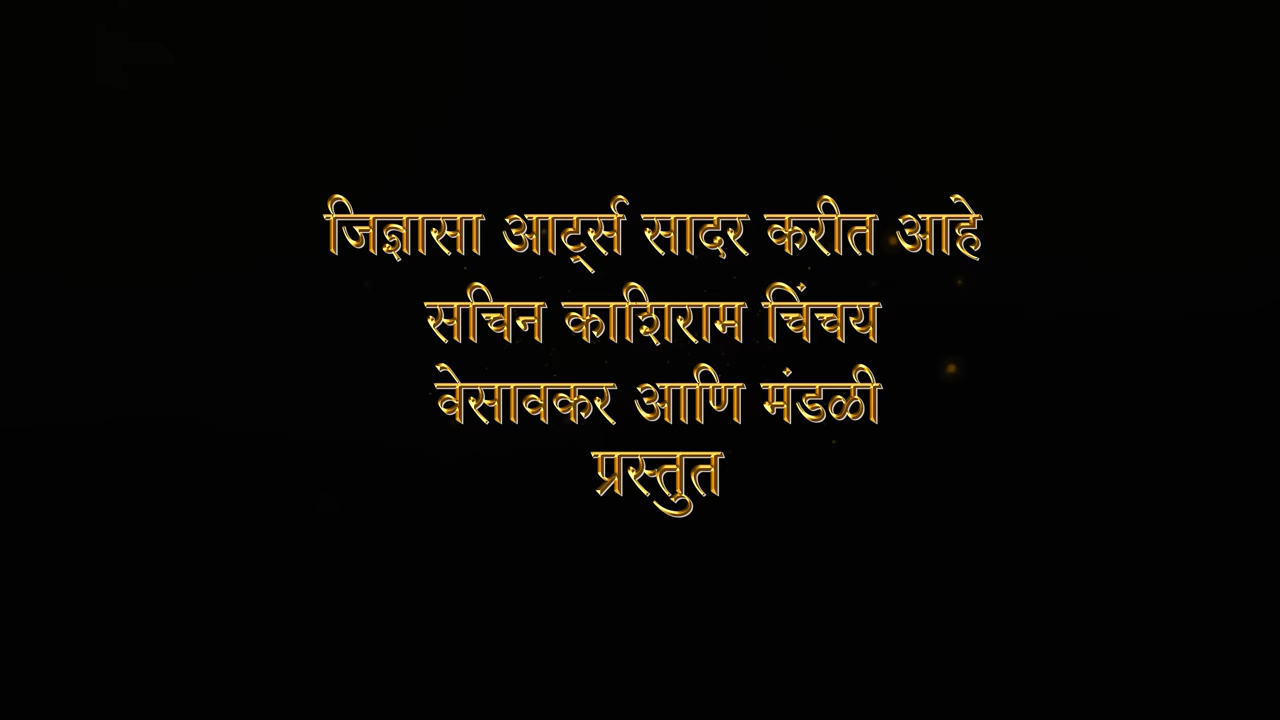 जिज्ञासा आर्ट्स सादर करीत आहे
सचिन काशिराम चिंचय
वेसावकर आणि मंडळी
प्रस्तुत